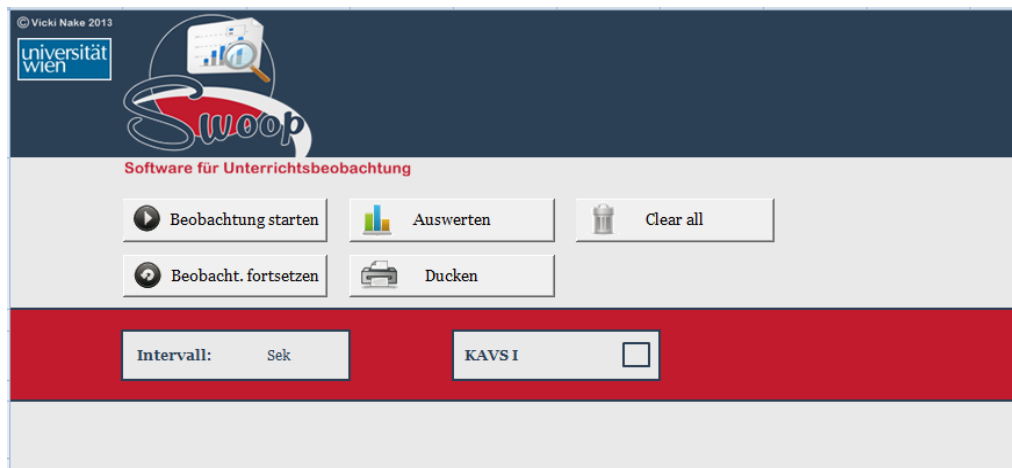 © Vicki Nake 2013
universität
wien
Swoop
Software für Unterrichtsbeobachtung
Beobachtung starten
Auswerten
Clear all
Beobacht. fortsetzen
Ducken
Intervall: Sek
KAVS I